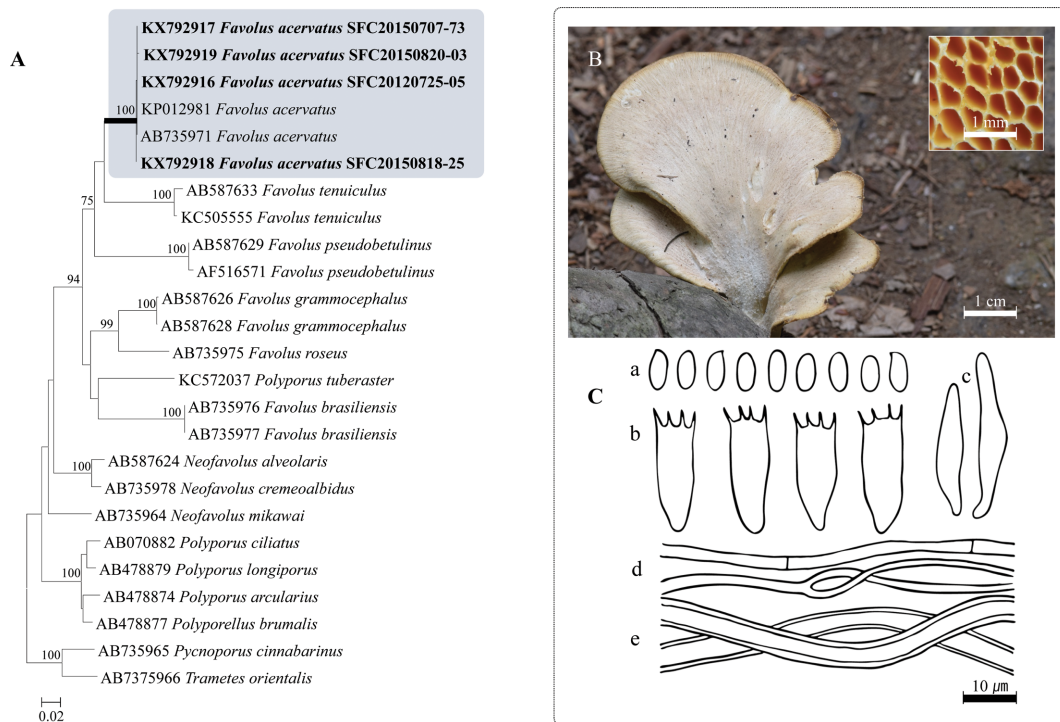 A
KX792917 Favolus acervatus SFC20150707-73
KX792919 Favolus acervatus SFC20150820-03
KX792916 Favolus acervatus SFC20120725-05
100
KP012981 Favolus acervatus
AB735971 Favolus acervatus
KX792918 Favolus acervatus SFC20150818-25
AB587633 Favolus tenuiculus
100
75
KC505555 Favolus tenuiculus
AB587629 Favolus pseudobetulinus
100
AF516571 Favolus pseudobetulinus
94
AB587626 Favolus grammocephalus
100
AB587628 Favolus grammocephalus
99
AB735975 Favolus roseus
KC572037 Polyporus tuberaster
AB735976 Favolus brasiliensis
100
AB735977 Favolus brasiliensis
AB587624 Neofavolus alveolaris
100
AB735978 Neofavolus cremeoalbidus
AB735964 Neofavolus mikawai
AB070882 Polyporus ciliatus
AB478879 Polyporus longiporus
100
AB478874 Polyporus arcularius
AB478877 Polyporellus brumalis
AB735965 Pycnoporus cinnabarinus
100
AB7375966 Trametes orientalis
0.02
B
1 mm
1 cm
C
a
b
c
d
e
10 μm